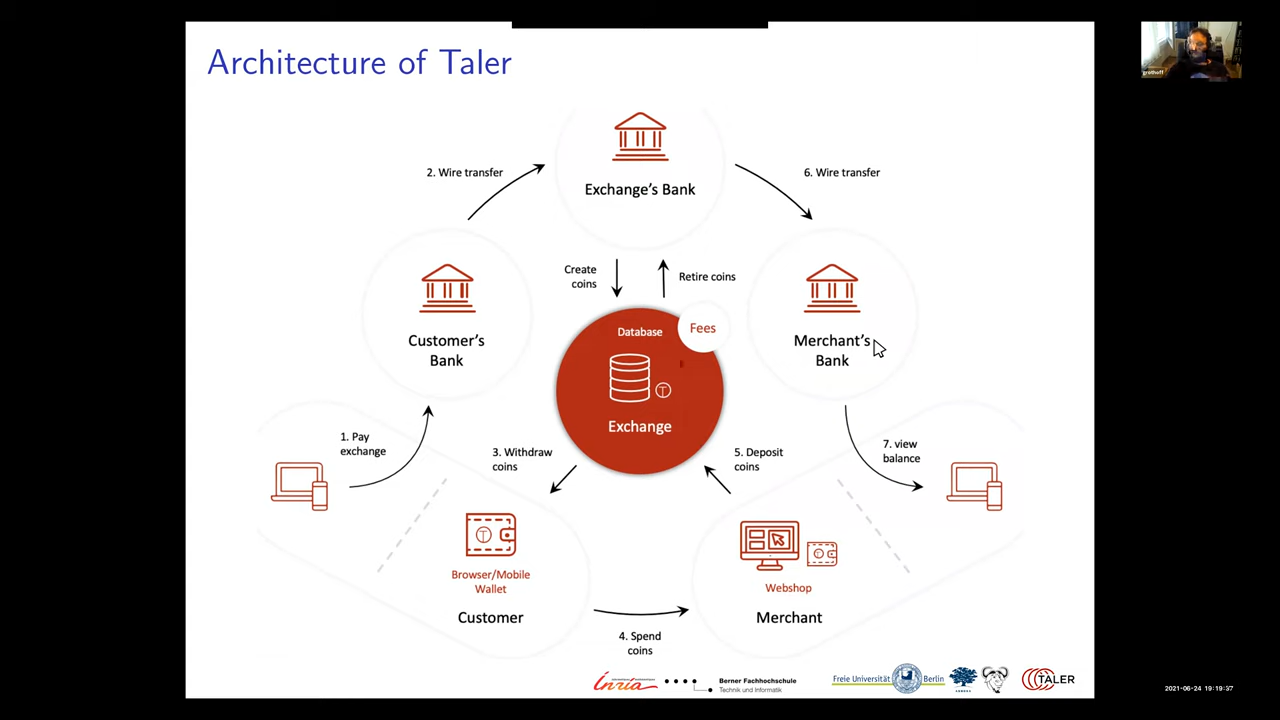 Architecture of Taler
grothoff
Exchange's Bank
2. Wire transfer
6. Wire transfer
Create
coins
Retire coins
Customer's
Bank
Merchant's
Bank
Database
Fees
Exchange
1. Pay
exchange
3. Withdraw
coins
5. Deposit
coins
7. view
balance
Browser/Mobile
Wallet
Customer
Webshop
Merchant
4. Spend
coins
Inria
Berner Fachhochschule
Technik und Informatik
Freie Universität Berlin
TALER
2021-06-24 19:19:37